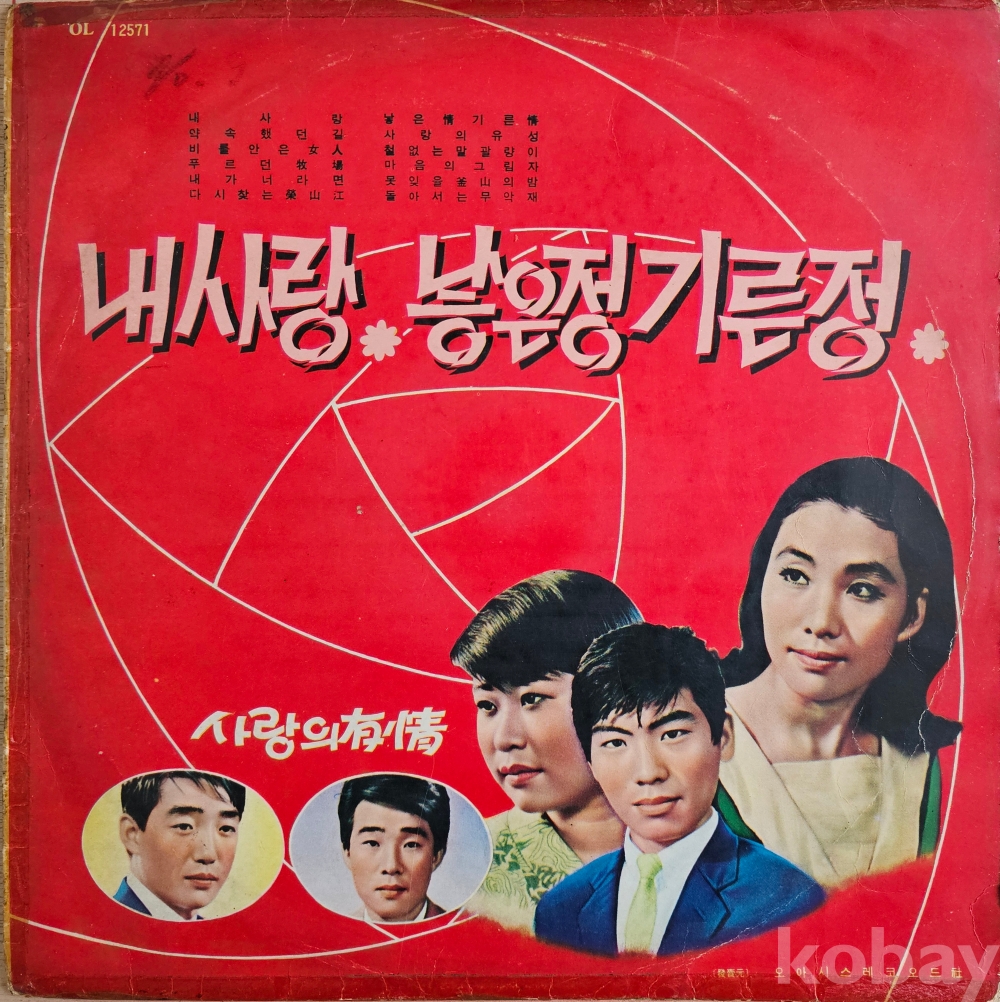 OL 12571
내사랑 낳은情기른情
약속했던길 사랑의유성
비를안은女人 철없는말괄량이
푸르던牧場 마음의그림자
내가너라면 못잊을釜山의밤
다시찾는榮山江 돌아서는무악재
내사랑 낳은정기른정
사랑의有情
(發賣元) 오아시스레코오드社
kobay